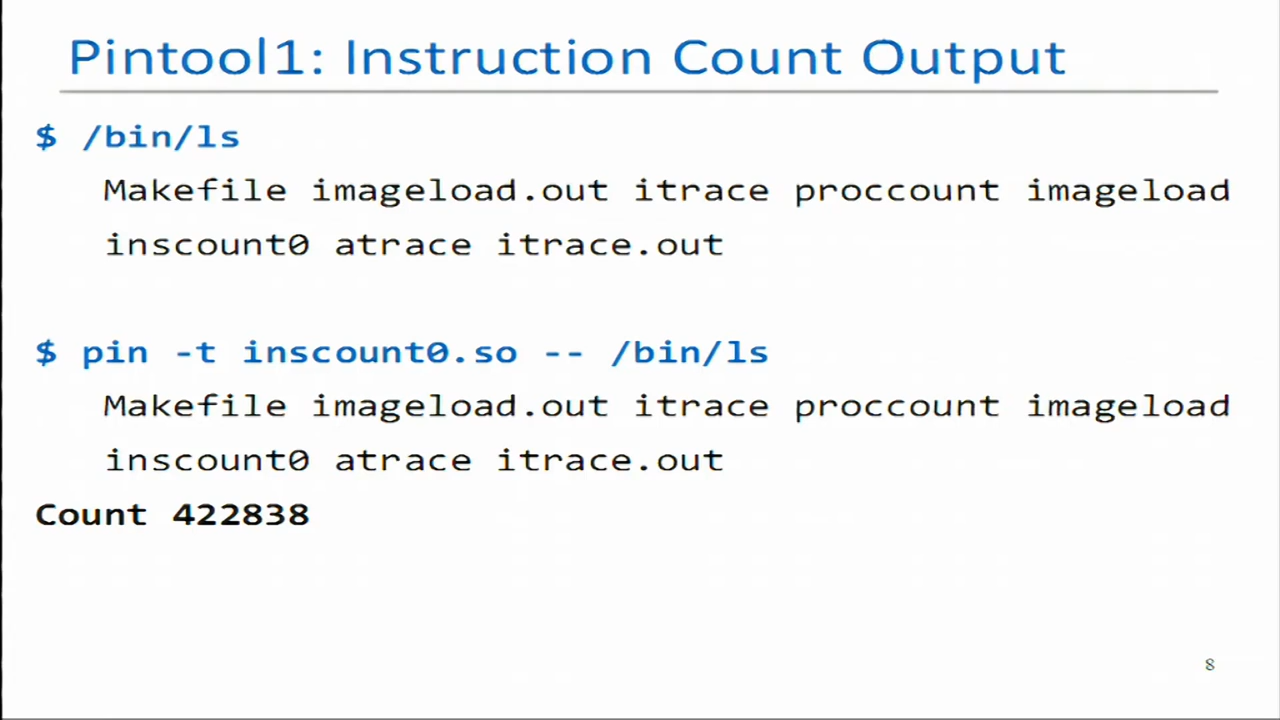 Pintool1: Instruction Count Output
$ /bin/ls
Makefile imageload.out itrace proccount imageload
inscount0 atrace itrace.out
$ pin -t inscount0.so -- /bin/ls
Makefile imageload.out itrace proccount imageload
inscount0 atrace itrace.out
Count 422838
8